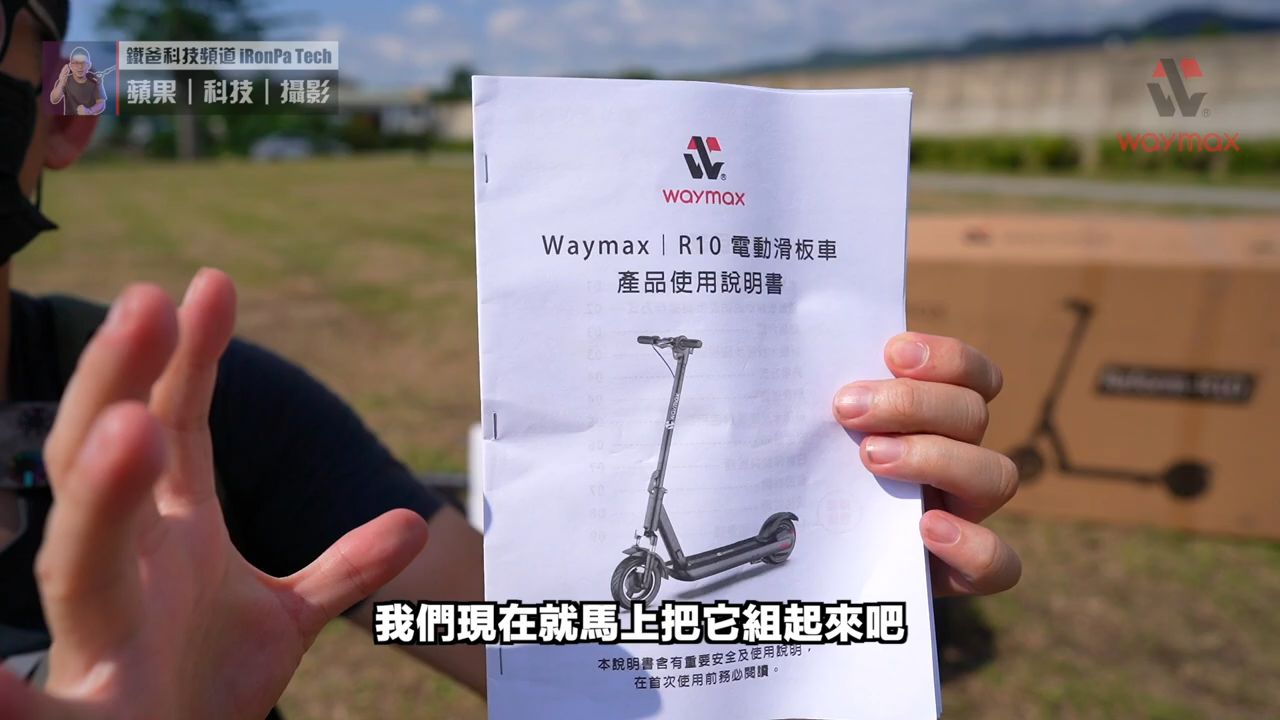 鐵爸科技頻道 iRonPa Tech
蘋果｜科技｜攝影
waymax
waymax
Waymax｜R10 電動滑板車
產品使用說明書
waymax
我們現在就馬上把它組起來吧
本說明書含有重要安全及使用說明，
在首次使用前務必閱讀。